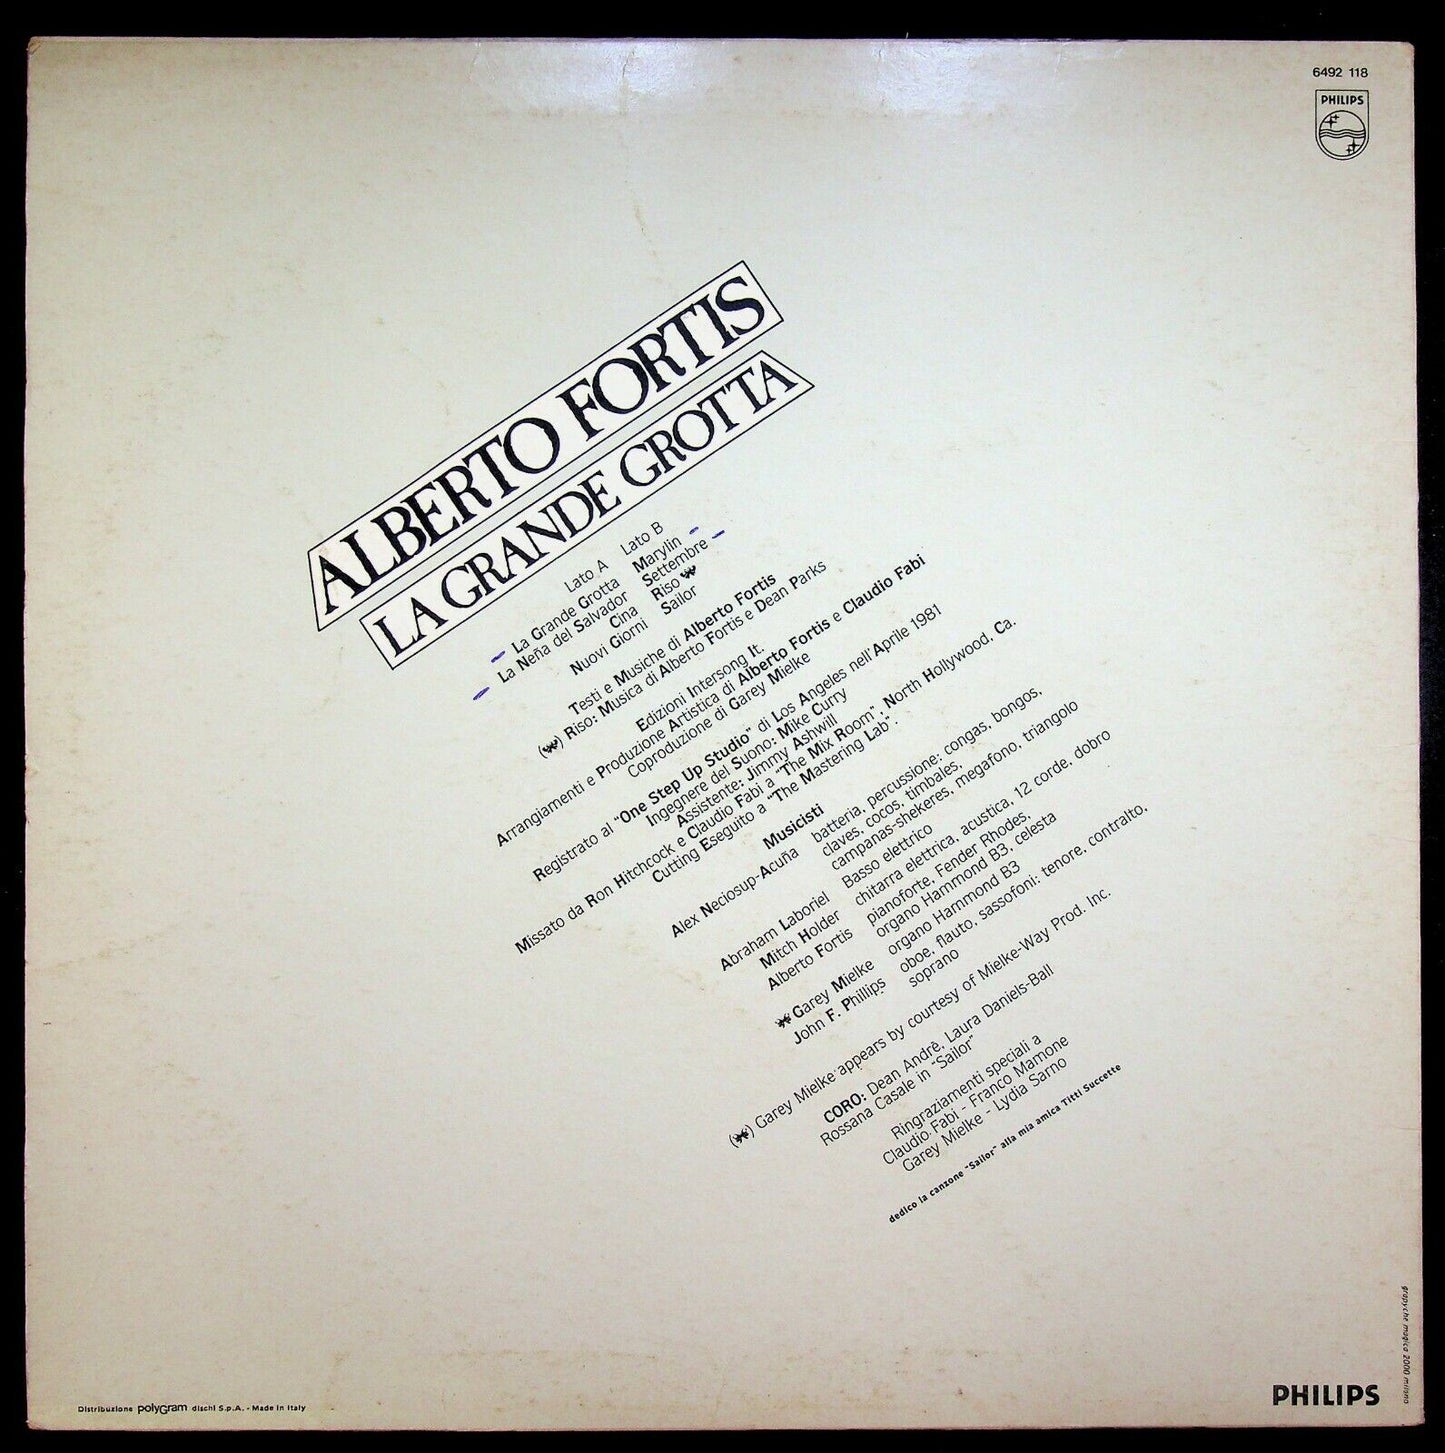 6492 118
PHILIPS
ALBERTO FORTIS
LA GRANDE GROTTA
Lato A Lato B
La Grande Grotta Marylin
La Neña del Salvador Settembre
Cina Riso
Nuovi Giorni Sailor
Testi e Musiche di Alberto Fortis
( ) Riso: Musica di Alberto Fortis e Dean Parks
Edizioni Intersong It.
Arrangiamenti e Produzione Artistica di Alberto Fortis e Claudio Fabi
Coproduzione di Garey Mielke
Registrato al "One Step Up Studio" di Los Angeles nell'Aprile 1981
Ingegnere del Suono: Mike Curry
Assistente: Jimmy Ashwill
Missato da Ron Hitchcock e Claudio Fabi a "The Mix Room", North Hollywood, Ca.
Cutting Eseguito a "The Mastering Lab".
Musicisti
Alex Neciosup-Acuña batteria, percussione: congas, bongos,
claves, cocos, timbales,
campanas-shekeres, megafono, triangolo
Abraham Laboriel Basso elettrico
Mitch Holder chitarra elettrica, acustica, 12 corde, dobro
Alberto Fortis pianoforte, Fender Rhodes,
organo Hammond B3, celesta
Garey Mielke organo Hammond B3
John F. Phillips oboe, flauto, sassofoni: tenore, contralto,
soprano
( ) Garey Mielke appears by courtesy of Mielke-Way Prod. Inc.
CORO: Dean Andrè, Laura Daniels-Ball
Rossana Casale in "Sailor"
Ringraziamenti speciali a
Claudio Fabi - Franco Mamone
Garey Mielke - Lydia Sarno
dedico la canzone "Sailor" alla mia amica Titti Succette
Distribuzione polyGram dischi S.p.A. - Made in Italy
PHILIPS
grapyche magica 2000 milano